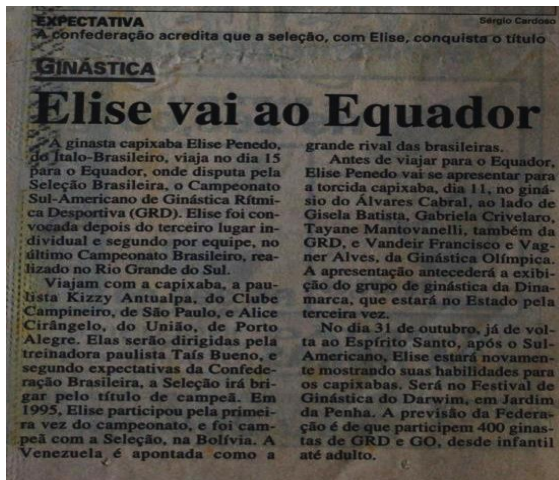 EXPECTATIVA
Sérgio Cardoso
A confederação acredita que a seleção, com Elise, conquista o título
GINÁSTICA
Elise vai ao Equador
A ginasta capixaba Elise Penedo,
do Ítalo-Brasileiro, viaja no dia 15
para o Equador, onde disputa pela
Seleção Brasileira, o Campeonato
Sul-Americano de Ginástica Rítmi-
ca Desportiva (GRD). Elise foi con-
vocada depois do terceiro lugar in-
dividual e segundo por equipe, no
último Campeonato Brasileiro, rea-
lizado no Rio Grande do Sul.
Viajam com a capixaba, a pau-
lista Kizzy Antualpa, do Clube
Campineiro, de São Paulo, e Alice
Cirângelo, do União, de Porto
Alegre. Elas serão dirigidas pela
treinadora paulista Taís Bueno, e
segundo expectativas da Confede-
ração Brasileira, a Seleção irá bri-
gar pelo título de campeã. Em
1995, Elise participou pela primei-
ra vez do campeonato, e foi cam-
peã com a Seleção, na Bolívia. A
Venezuela é apontada como a
grande rival das brasileiras.
Antes de viajar para o Equador,
Elise Penedo vai se apresentar para
a torcida capixaba, dia 11, no giná-
sio do Álvares Cabral, ao lado de
Gisela Batista, Gabriela Crivelaro,
Tayane Mantovanelli, também da
GRD, e Vandeir Francisco e Vag-
ner Alves, da Ginástica Olímpica.
A apresentação antecederá a exibi-
ção do grupo de ginástica da Dina-
marca, que estará no Estado pela
terceira vez.
No dia 31 de outubro, já de vol-
ta ao Espírito Santo, após o Sul-
Americano, Elise estará novamen-
te mostrando suas habilidades para
os capixabas. Será no Festival de
Ginástica do Darwim, em Jardim
da Penha. A previsão da Federa-
ção é de que participem 400 ginas-
tas de GRD e GO, desde infantil
até adulto.